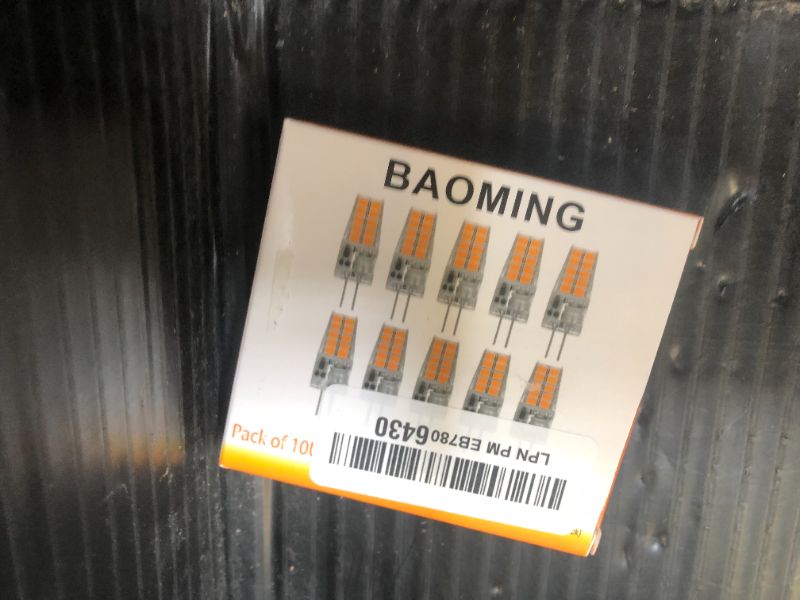 BAOMING
Pack of 10
LPN PM EB7806430